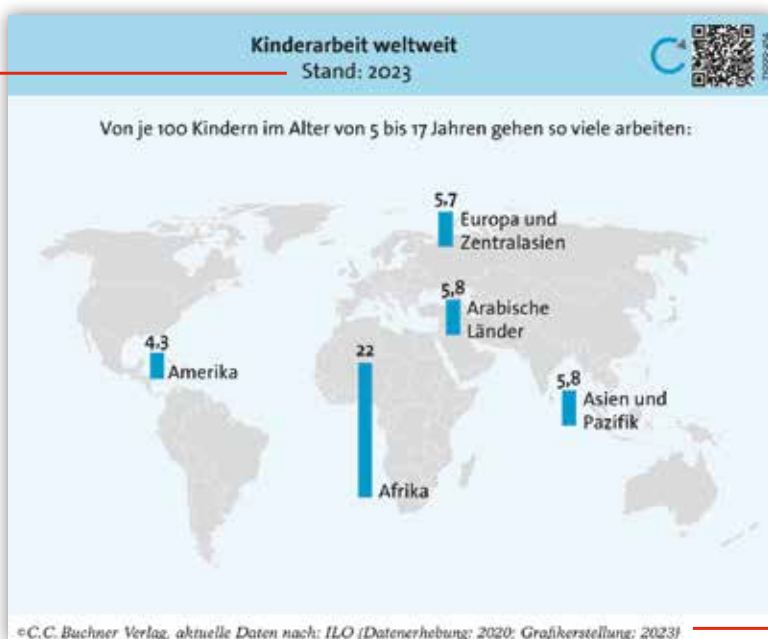 Kinderarbeit weltweit
Stand: 2023
Von je 100 Kindern im Alter von 5 bis 17 Jahren gehen so viele arbeiten:
5,7
Europa und
Zentralasien
5,8
Arabische
Länder
4,3
Amerika
22
Afrika
5,8
Asien und
Pazifik
©C.C. Buchner Verlag, aktuelle Daten nach: ILO (Datenerhebung: 2020; Grafikerstellung: 2023)